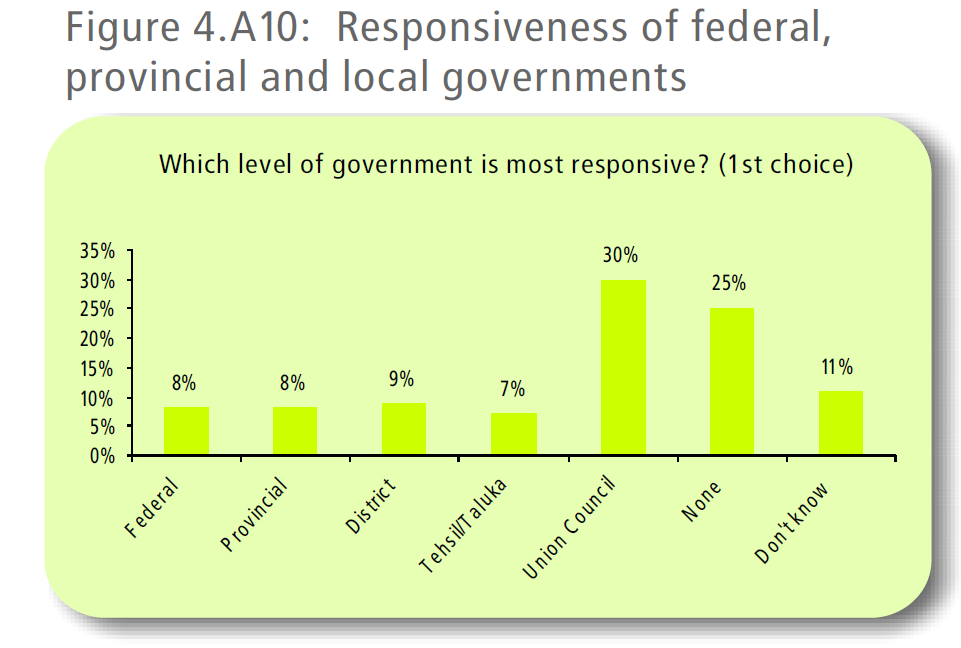 Figure 4.A10: Responsiveness of federal,
provincial and local governments
Which level of government is most responsive? (1st choice)
35%
30%
25%
20%
15%
10%
5%
0%
8%
8%
9%
7%
30%
25%
11%
Federal
Provincial
District
Tehsil/Taluka
Union Council
None
Don't know